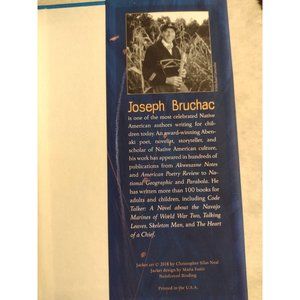 Joseph Bruchac
is one of the most celebrated Native
American authors writing for chil-
dren today. An award-winning Aben-
aki poet, novelist, storyteller, and
scholar of Native American culture,
his work has appeared in hundreds of
publications from Akwesasne Notes
and American Poetry Review to Na-
tional Geographic and Parabola. He
has written more than 100 books for
adults and children, including Code
Talker: A Novel about the Navajo
Marines of World War Two, Talking
Leaves, Skeleton Man, and The Heart
of a Chief.
Jacket art © 2018 by Christopher Silas Neal
Jacket design by Maria Fazio
Reinforced Binding
Printed in the U.S.A.